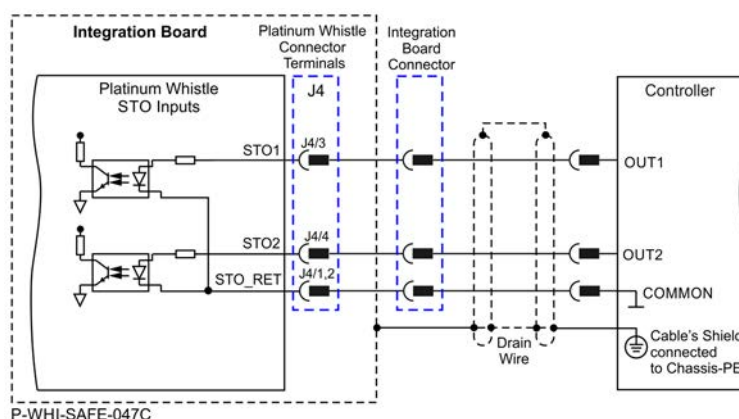 Integration Board
Platinum Whistle
Connector
Terminals
Integration
Board
Connector
J4
Platinum Whistle
STO Inputs
Controller
STO1
J4/3
OUT1
STO2
J4/4
OUT2
STO_RET
J4/1,2
COMMON
Drain
Wire
Cable's Shield
connected
to Chassis-PE
P-WHI-SAFE-047C